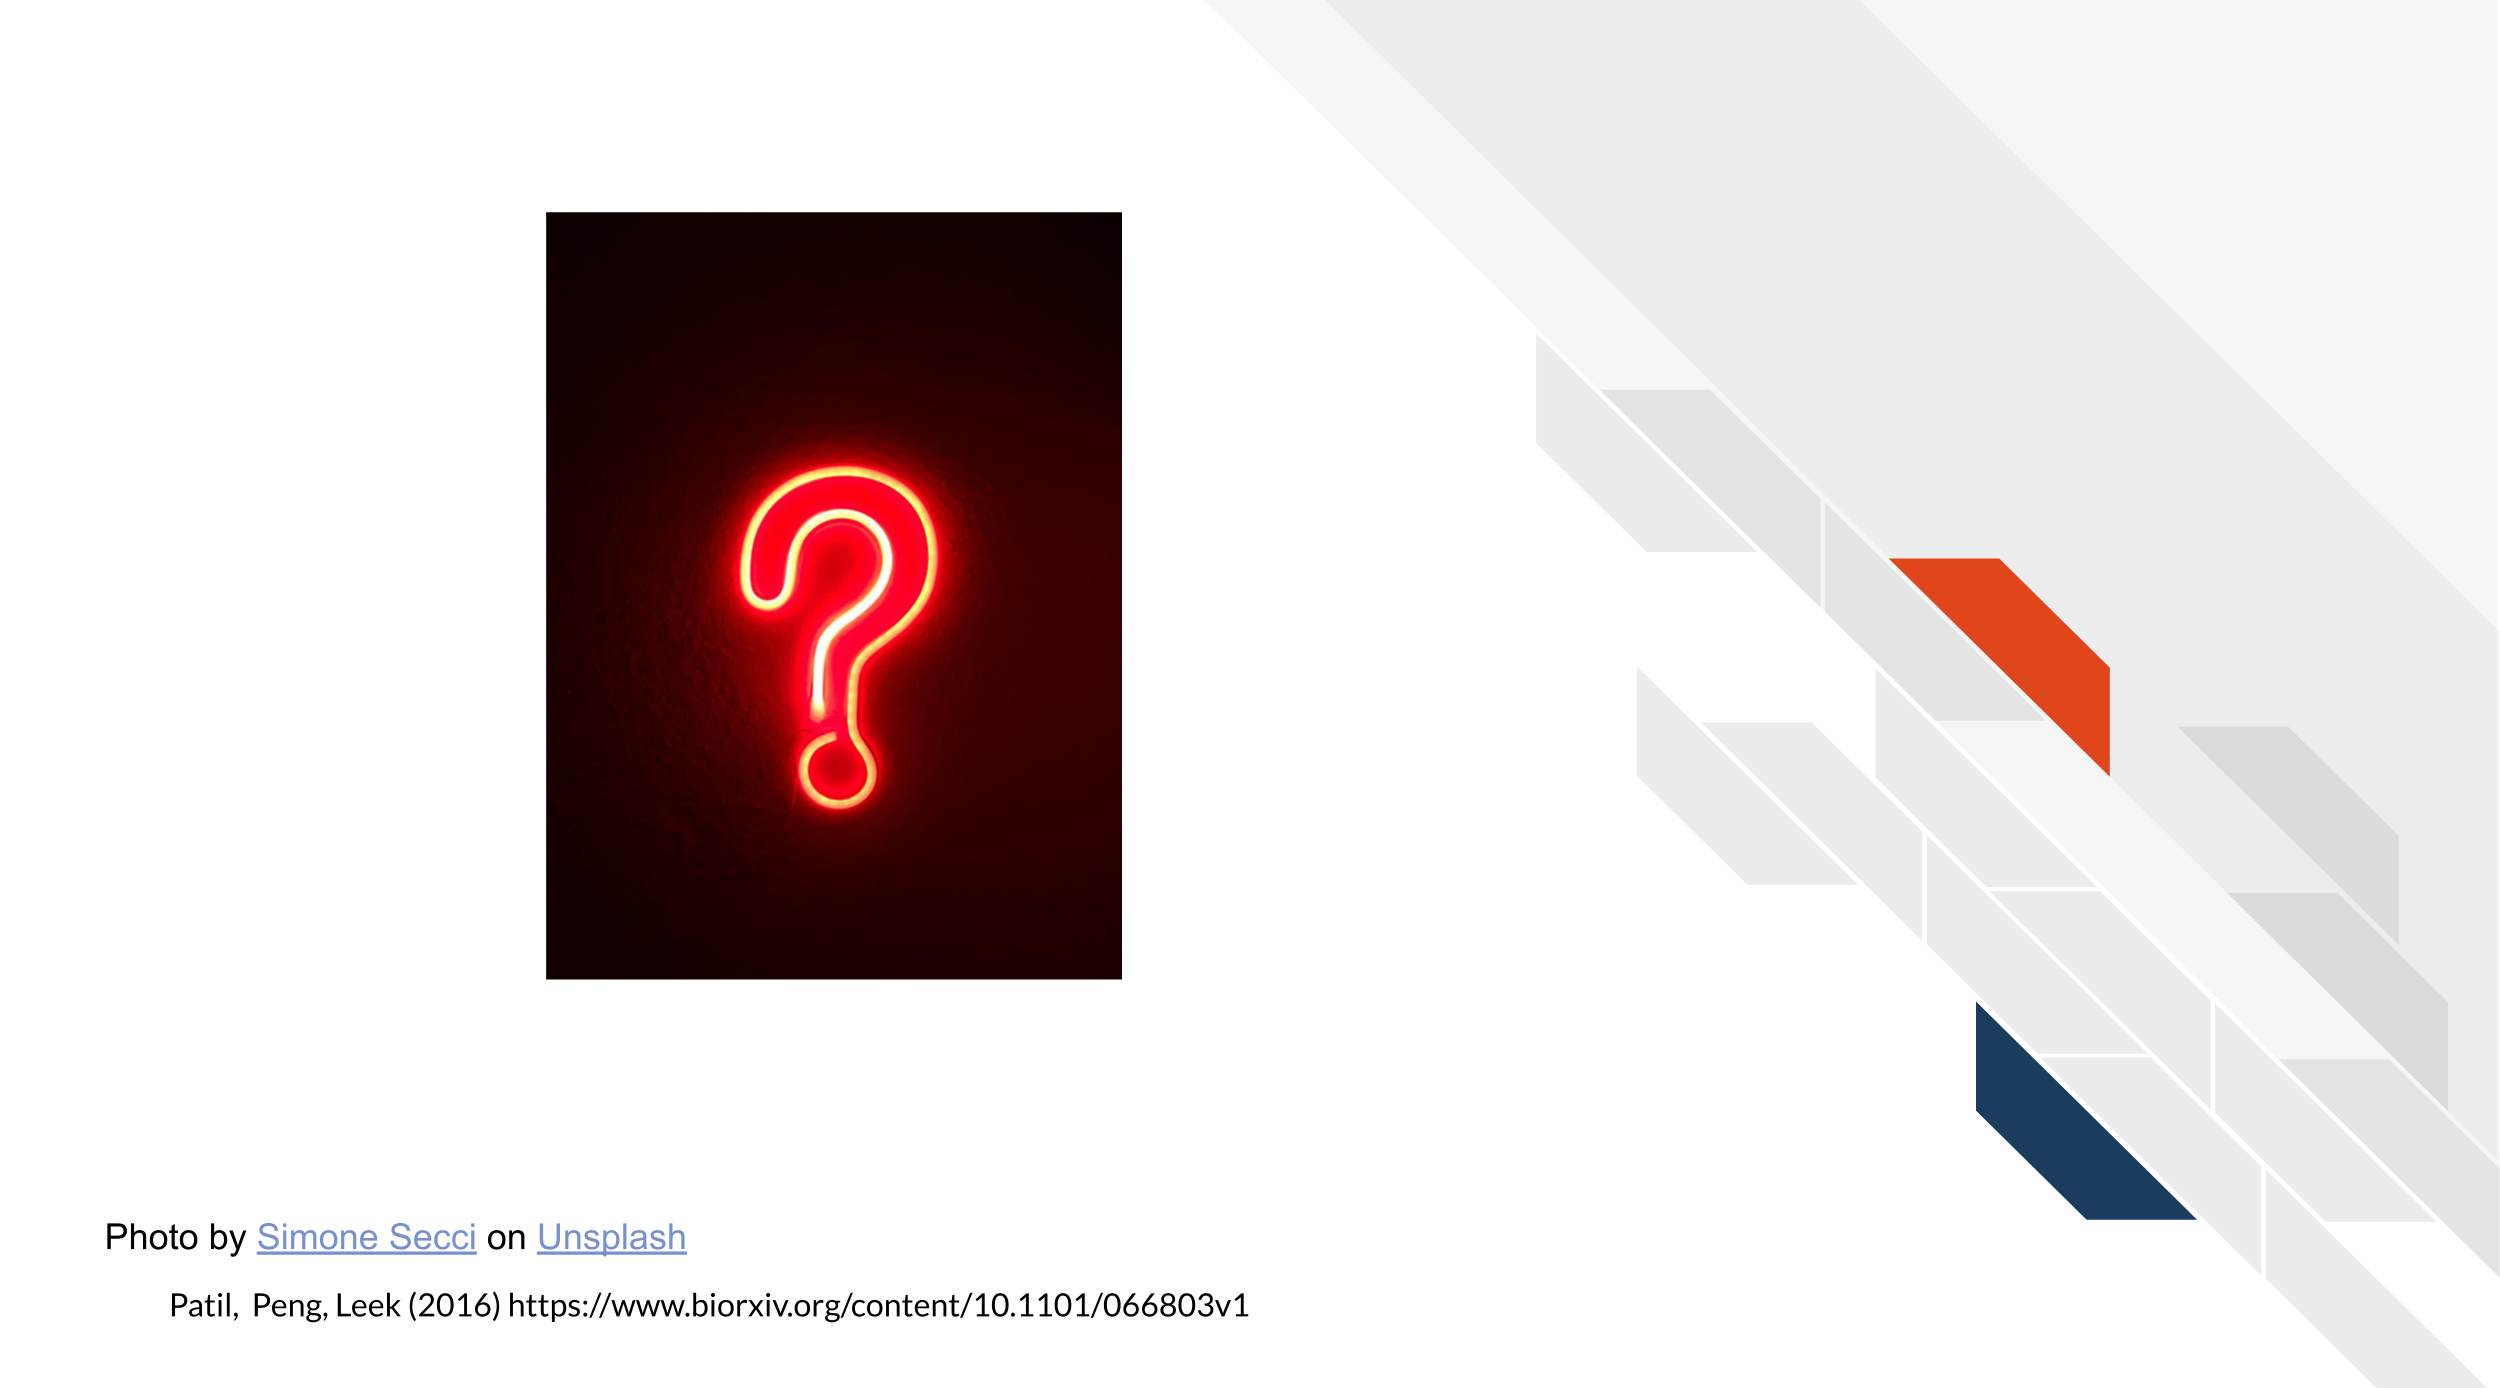 Photo by Simone Secci on Unsplash
Patil, Peng, Leek (2016) https://www.biorxiv.org/content/10.1101/066803v1